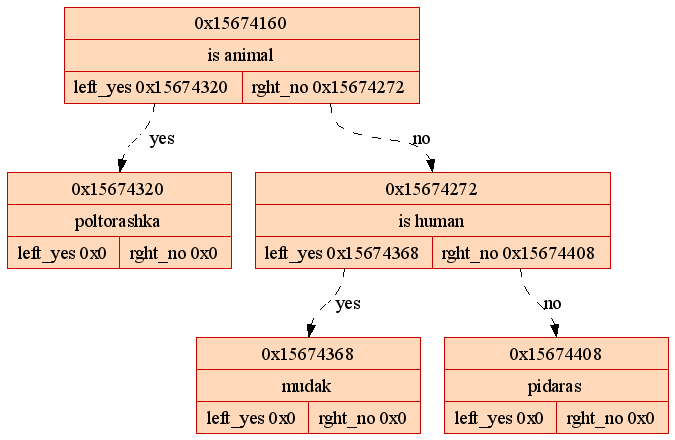 0x15674160
is animal
left_yes 0x15674320 rght_no 0x15674272
yes no
0x15674320 0x15674272
poltorashka is human
left_yes 0x0 rght_no 0x0 left_yes 0x15674368 rght_no 0x15674408
yes no
0x15674368 0x15674408
mudak pidaras
left_yes 0x0 rght_no 0x0 left_yes 0x0 rght_no 0x0